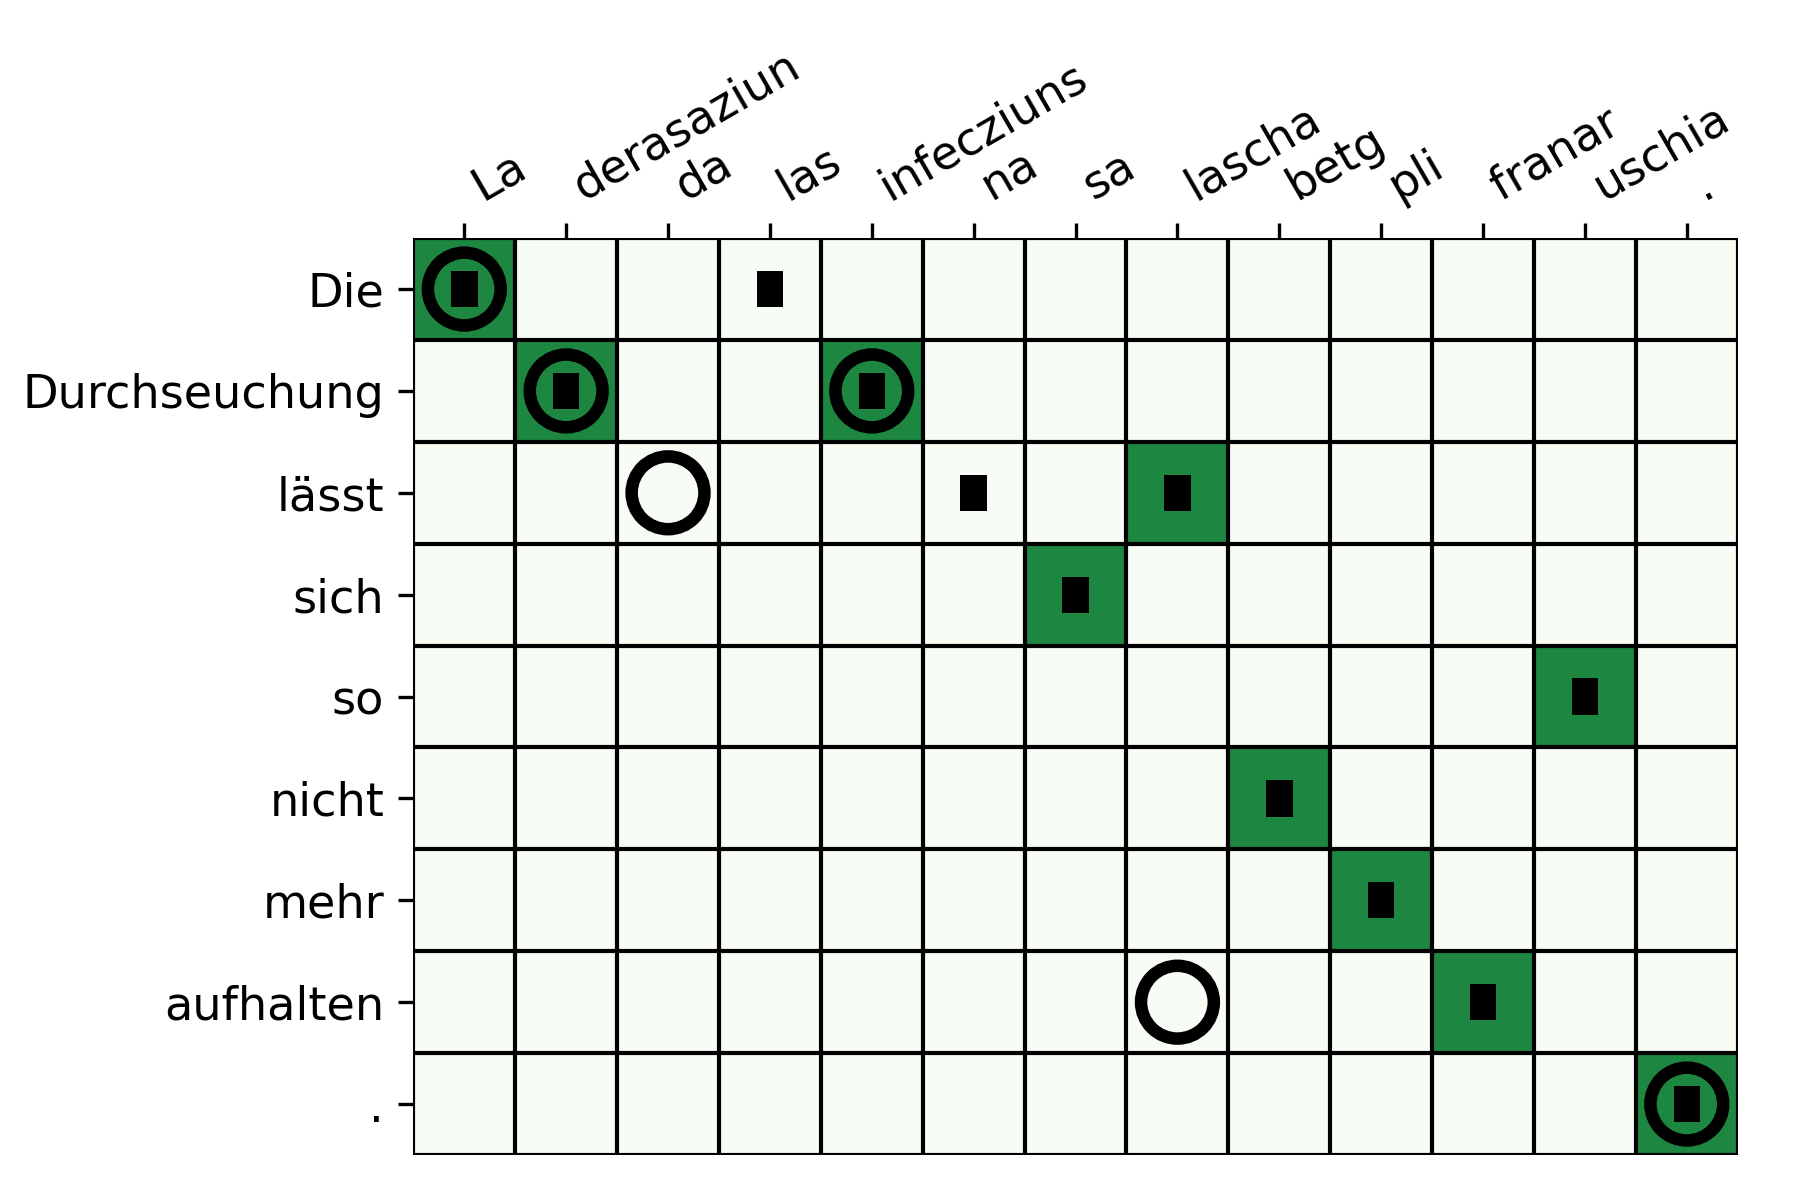 La derasaziun da las infecziuns na sa lascha betg pli franar uschia .
Die
Durchseuchung
lässt
sich
so
nicht
mehr
aufhalten
.